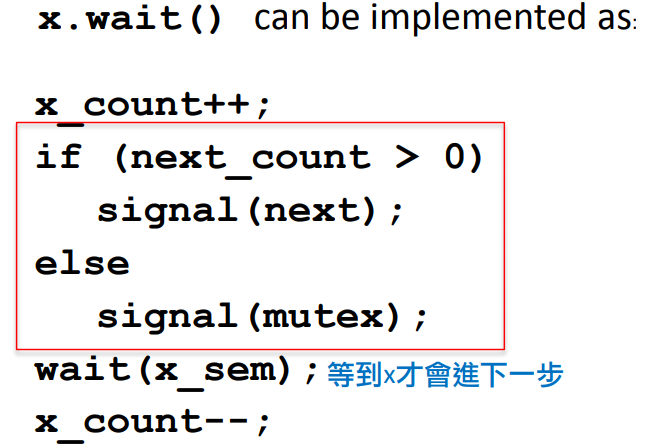 x.wait() can be implemented as:
x_count++;
if (next_count > 0)
signal(next);
else
signal(mutex);
wait(x_sem);等到x才會進下一步
x_count--;